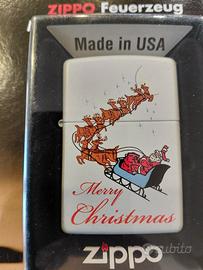 ZIPPO Feuerzeug
Made in USA
Merry
Christmas
zippo
subito